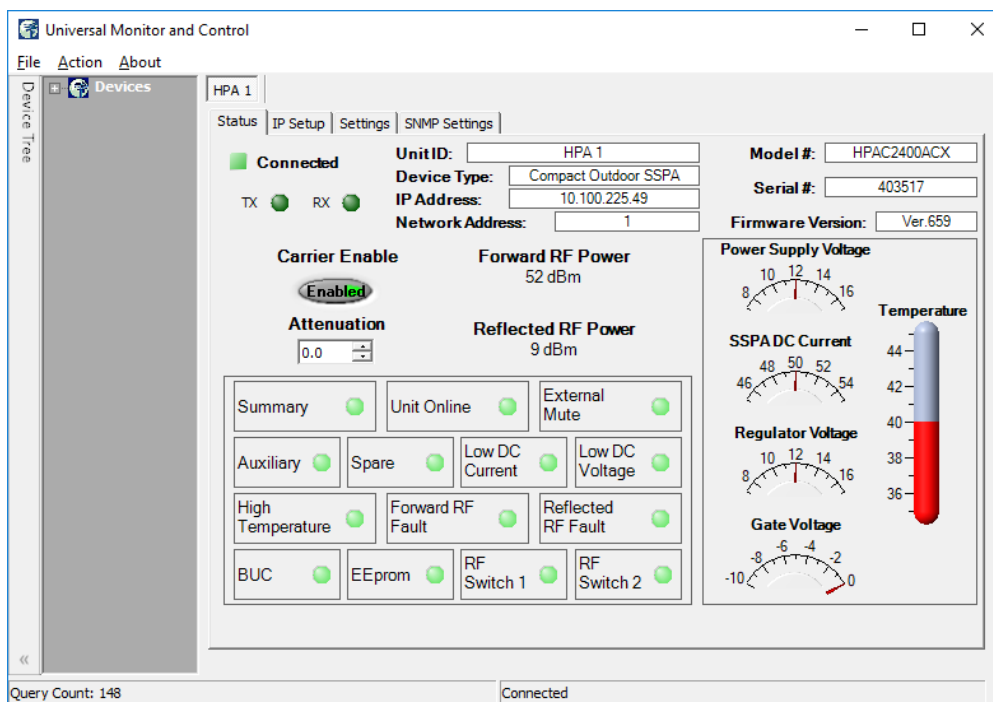 Universal Monitor and Control
File Action About
Device Tree
Devices
HPA 1
Status IP Setup Settings SNMP Settings
Connected
TX RX
Unit ID: HPA 1
Device Type: Compact Outdoor SSPA
IP Address: 10.100.225.49
Network Address: 1
Model #: HPAC2400ACX
Serial #: 403517
Firmware Version: Ver.659
Carrier Enable
Enabled
Attenuation
0.0
Forward RF Power
52 dBm
Reflected RF Power
9 dBm
Summary Unit Online External Mute
Auxiliary Spare Low DC Current Low DC Voltage
High Temperature Forward RF Fault Reflected RF Fault
BUC EEprom RF Switch 1 RF Switch 2
Power Supply Voltage
8 10 12 14 16
SSPA DC Current
46 48 50 52 54
Regulator Voltage
8 10 12 14 16
Gate Voltage
-10 -8 -6 -4 -2 0
Temperature
44
42
40
38
36
«
Query Count: 148
Connected